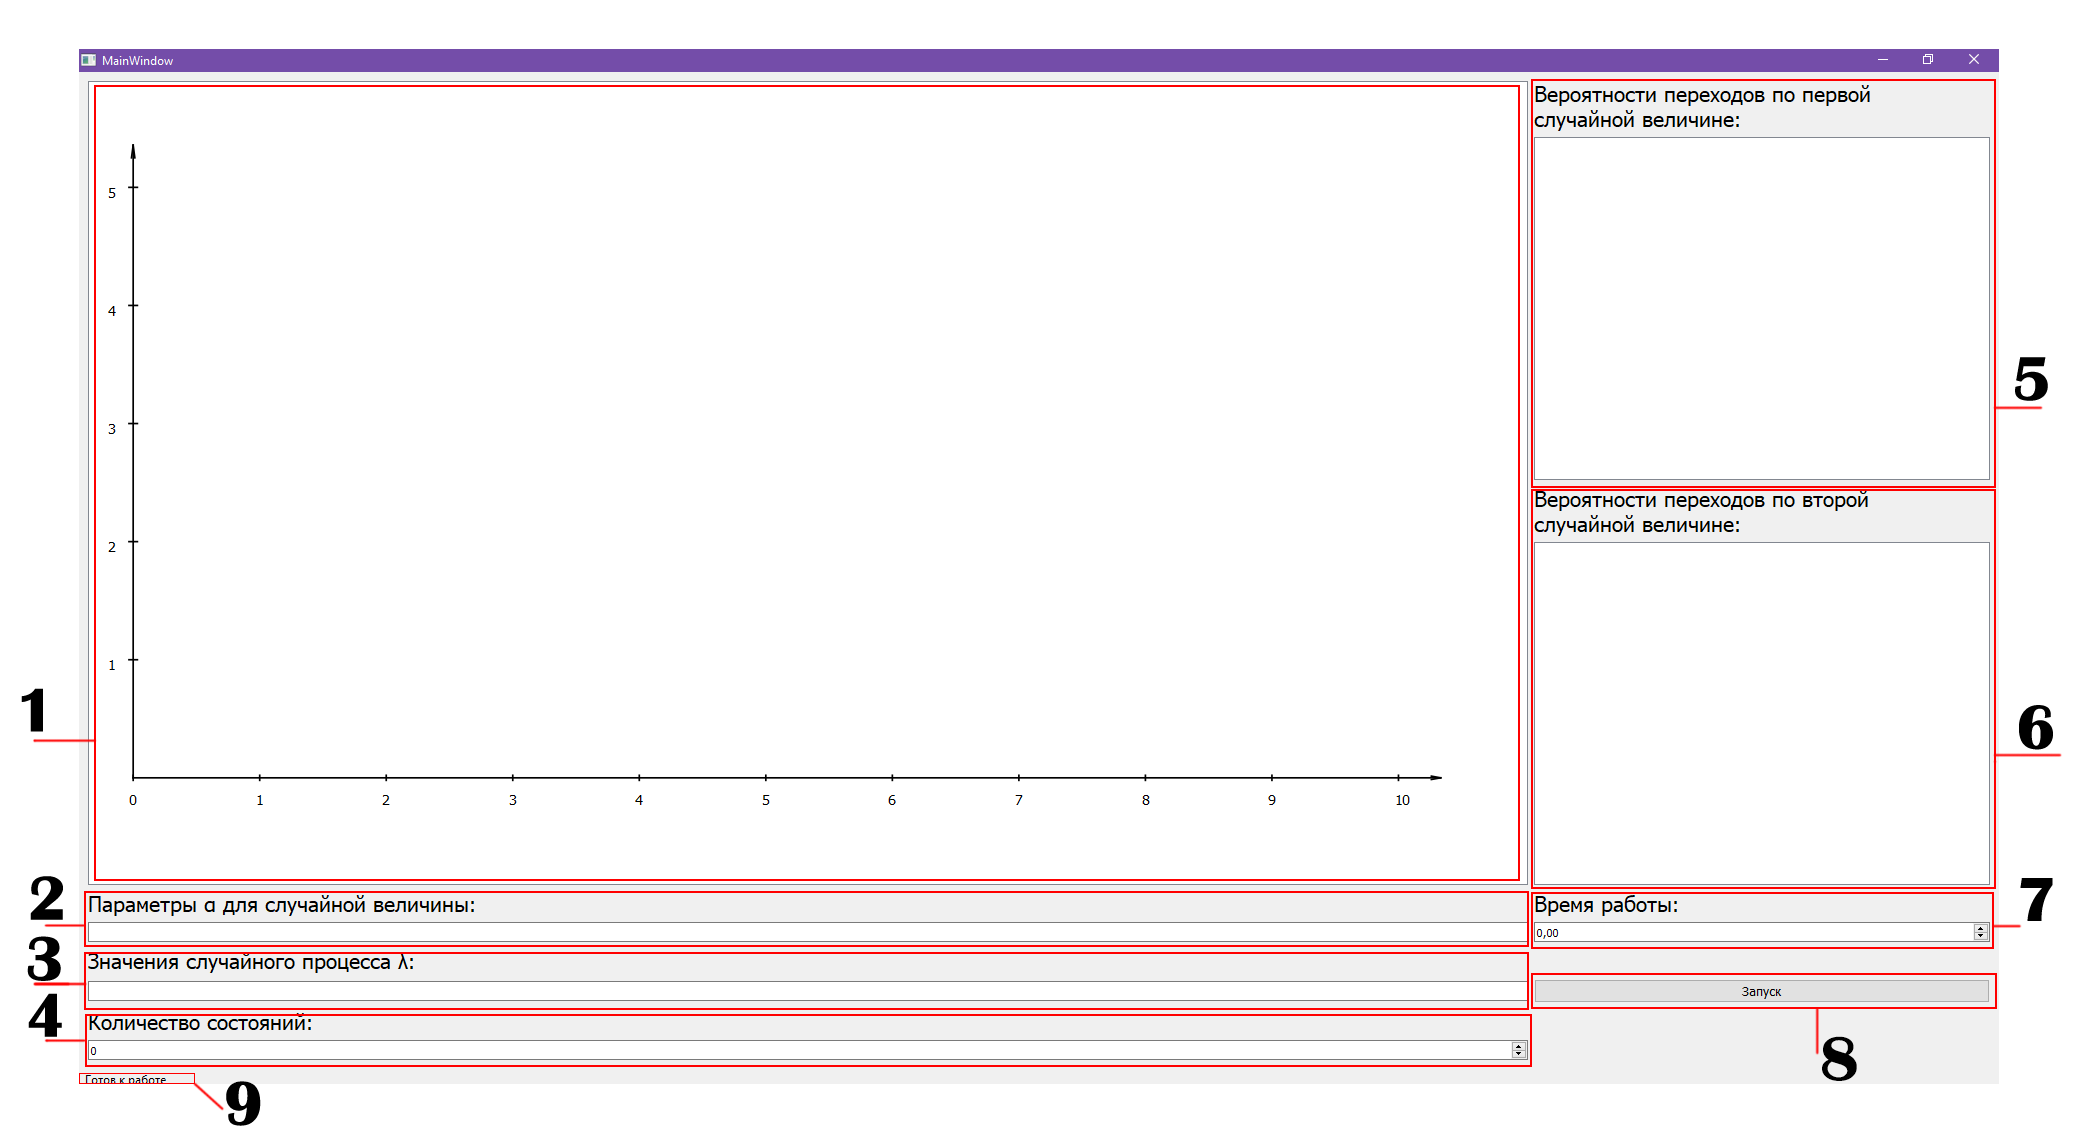 MainWindow
Вероятности переходов по первой
случайной величине:
5
4
3
2
1
0 1 2 3 4 5 6 7 8 9 10
5
Вероятности переходов по второй
случайной величине:
1
6
2
Параметры α для случайной величины:
Время работы:
0,00
7
3
Значения случайного процесса λ:
Запуск
4
Количество состояний:
0
8
Готов к работе
9